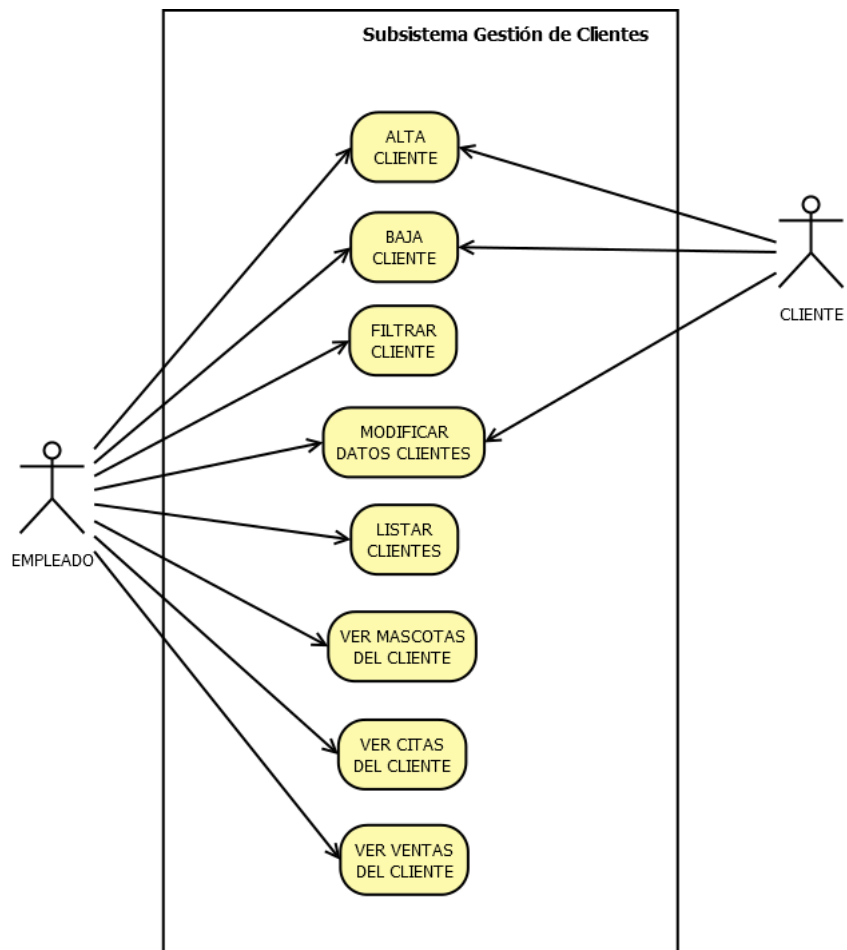 Subsistema Gestión de Clientes
ALTA
CLIENTE
BAJA
CLIENTE
FILTRAR
CLIENTE
MODIFICAR
DATOS CLIENTES
LISTAR
CLIENTES
VER MASCOTAS
DEL CLIENTE
VER CITAS
DEL CLIENTE
VER VENTAS
DEL CLIENTE
EMPLEADO
CLIENTE